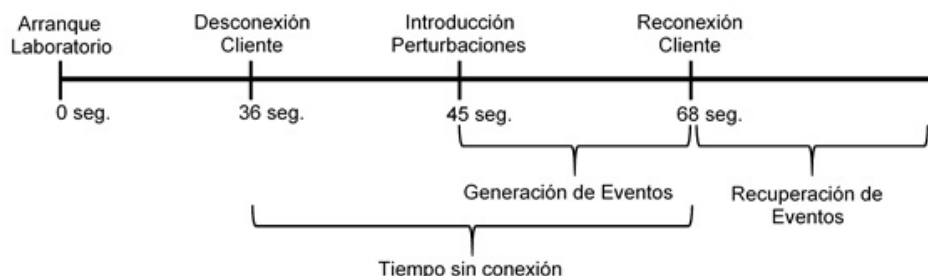 Arranque
Laboratorio
Desconexión
Cliente
Introducción
Perturbaciones
Reconexión
Cliente
0 seg.
36 seg.
45 seg.
68 seg.
Generación de Eventos
Recuperación de
Eventos
Tiempo sin conexión